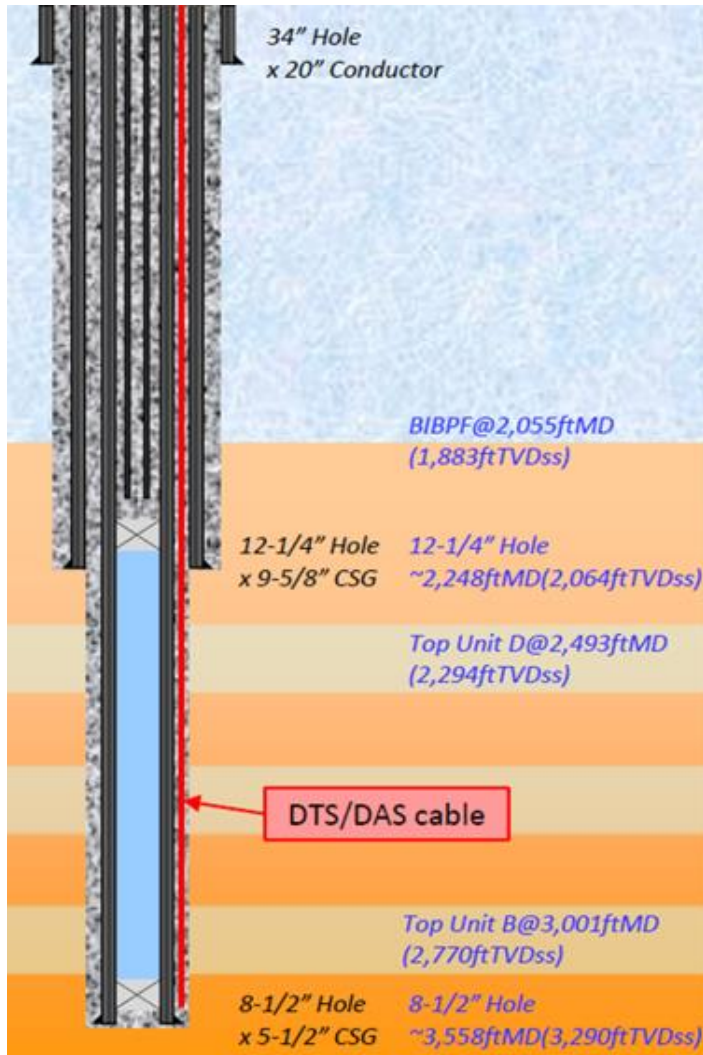 34" Hole
x 20" Conductor
BIBPF@2,055ftMD
(1,883ftTVDss)
12-1/4" Hole
x 9-5/8" CSG
12-1/4" Hole
~2,248ftMD(2,064ftTVDss)
Top Unit D@2,493ftMD
(2,294ftTVDss)
DTS/DAS cable
Top Unit B@3,001ftMD
(2,770ftTVDss)
8-1/2" Hole
x 5-1/2" CSG
8-1/2" Hole
~3,558ftMD(3,290ftTVDss)